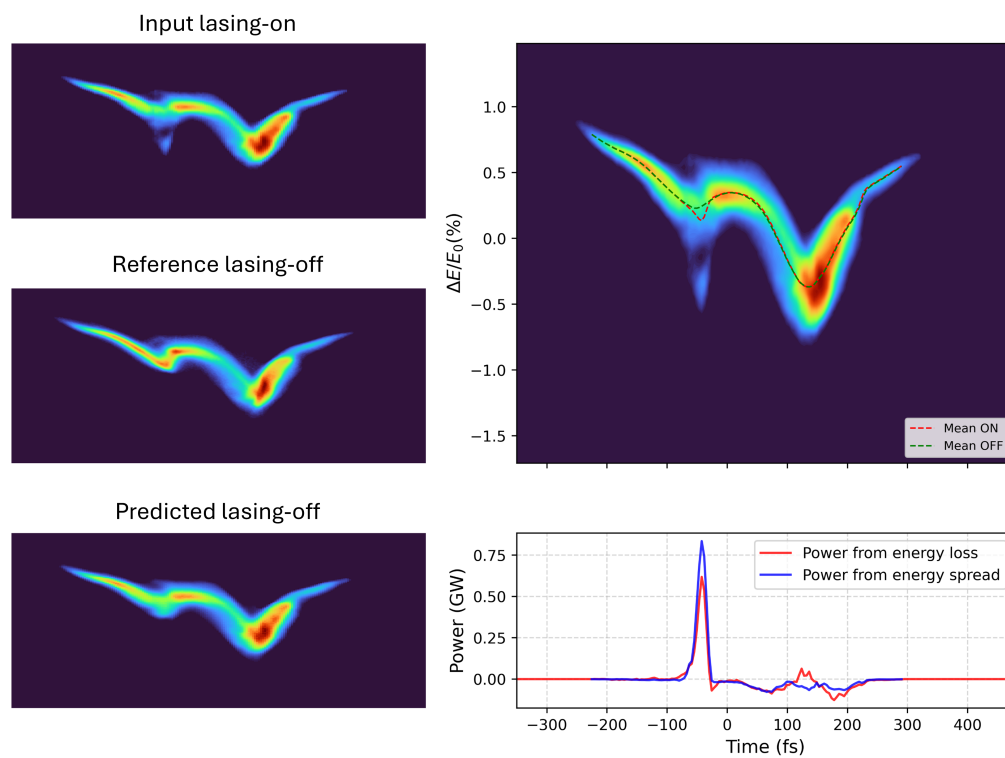 Input lasing-on
Reference lasing-off
Predicted lasing-off
ΔE/E₀(%)
1.0
0.5
0.0
−0.5
−1.0
−1.5
Mean ON
Mean OFF
Power (GW)
0.75
0.50
0.25
0.00
Power from energy loss
Power from energy spread
−300 −200 −100 0 100 200 300 400
Time (fs)